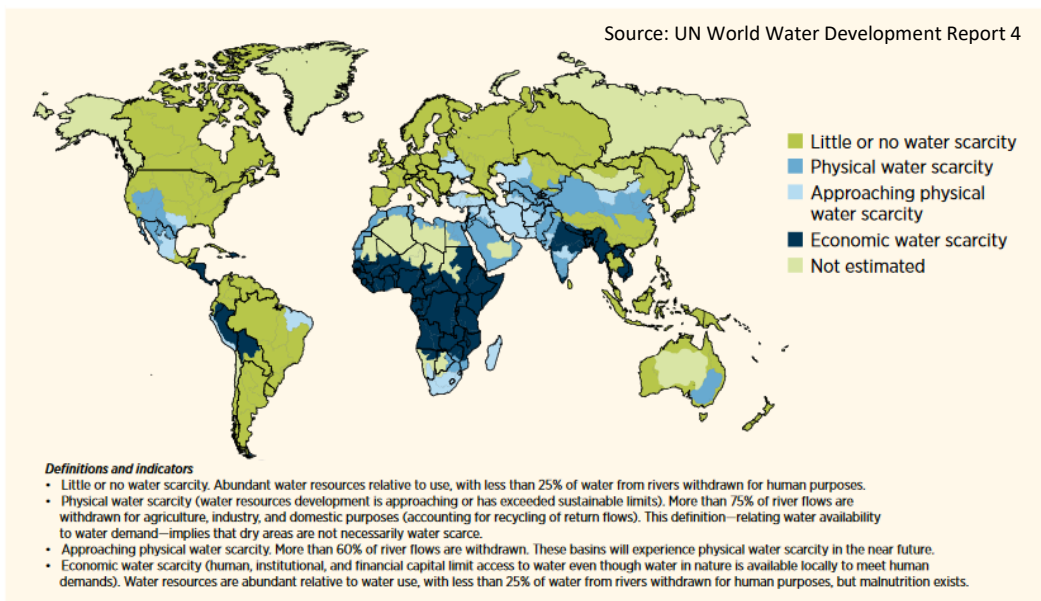 Source: UN World Water Development Report 4
Little or no water scarcity
Physical water scarcity
Approaching physical
water scarcity
Economic water scarcity
Not estimated
Definitions and indicators
• Little or no water scarcity. Abundant water resources relative to use, with less than 25% of water from rivers withdrawn for human purposes.
• Physical water scarcity (water resources development is approaching or has exceeded sustainable limits). More than 75% of river flows are
withdrawn for agriculture, industry, and domestic purposes (accounting for recycling of return flows). This definition—relating water availability
to water demand—implies that dry areas are not necessarily water scarce.
• Approaching physical water scarcity. More than 60% of river flows are withdrawn. These basins will experience physical water scarcity in the near future.
• Economic water scarcity (human, institutional, and financial capital limit access to water even though water in nature is available locally to meet human
demands). Water resources are abundant relative to water use, with less than 25% of water from rivers withdrawn for human purposes, but malnutrition exists.